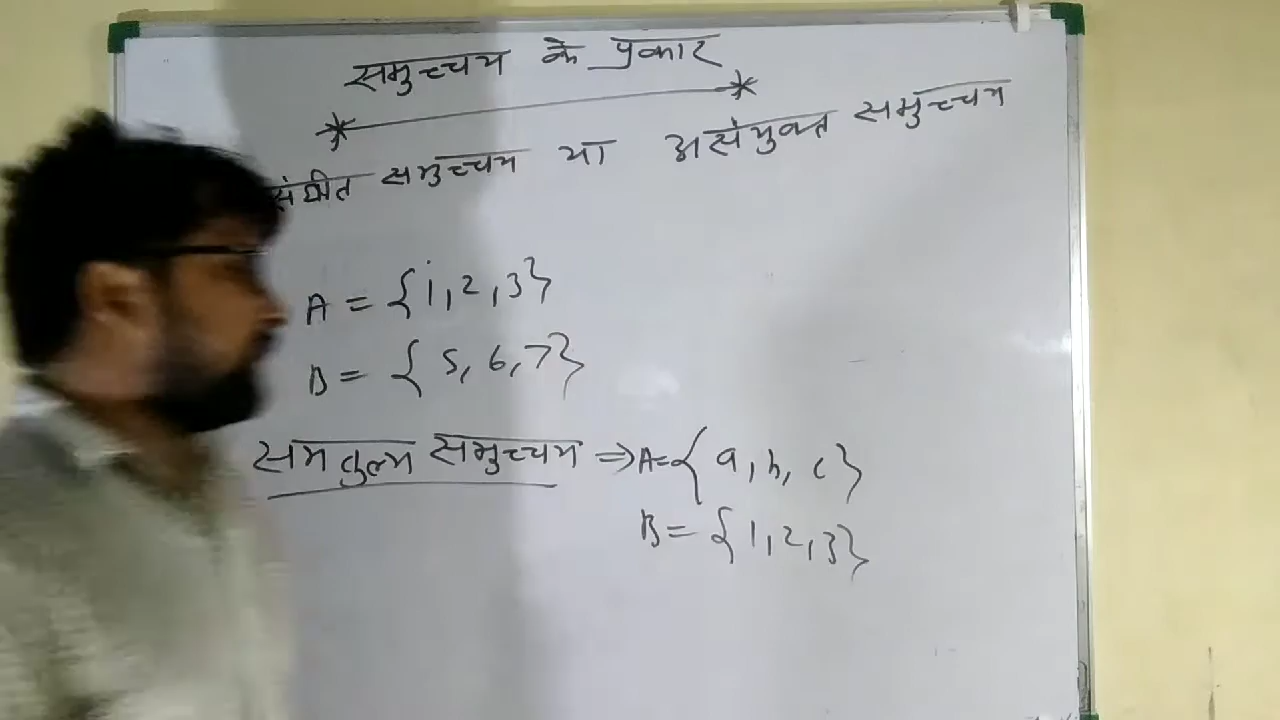 समुच्चय के प्रकार
समुच्चय या असंयुक्त समुच्चय
A = {1, 2, 3}
B = {5, 6, 7}
समतुल्य समुच्चय ⇒ A = {a, b, c}
B = {1, 2, 3}